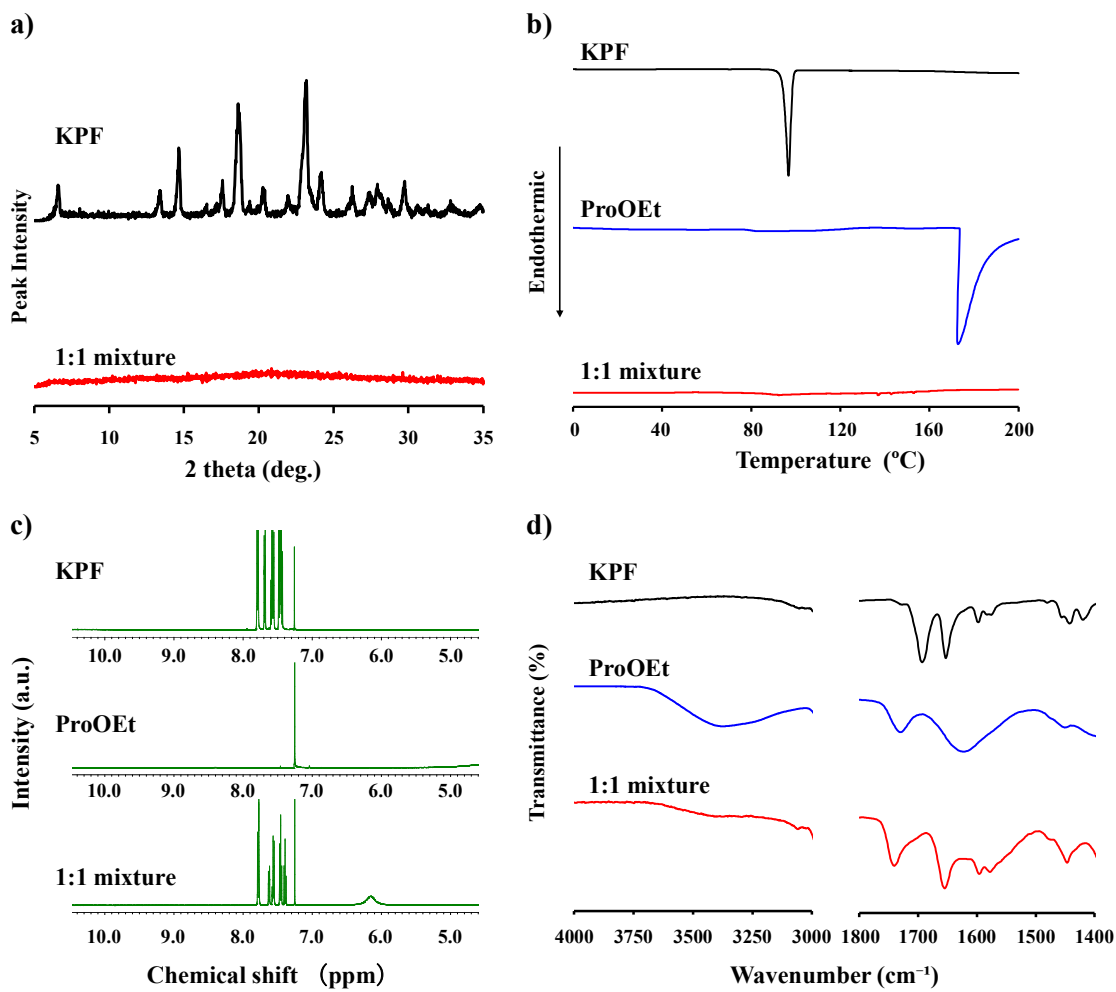 a)
KPF
1:1 mixture
Peak Intensity
5 10 15 20 25 30 35
2 theta (deg.)
b)
KPF
ProOEt
1:1 mixture
Endothermic
0 40 80 120 160 200
Temperature (ºC)
c)
KPF
10.0 9.0 8.0 7.0 6.0 5.0
ProOEt
10.0 9.0 8.0 7.0 6.0 5.0
1:1 mixture
10.0 9.0 8.0 7.0 6.0 5.0
Intensity (a.u.)
Chemical shift （ppm）
d)
KPF
ProOEt
1:1 mixture
Transmittance (%)
4000 3750 3500 3250 3000 1800 1700 1600 1500 1400
Wavenumber (cm⁻¹)